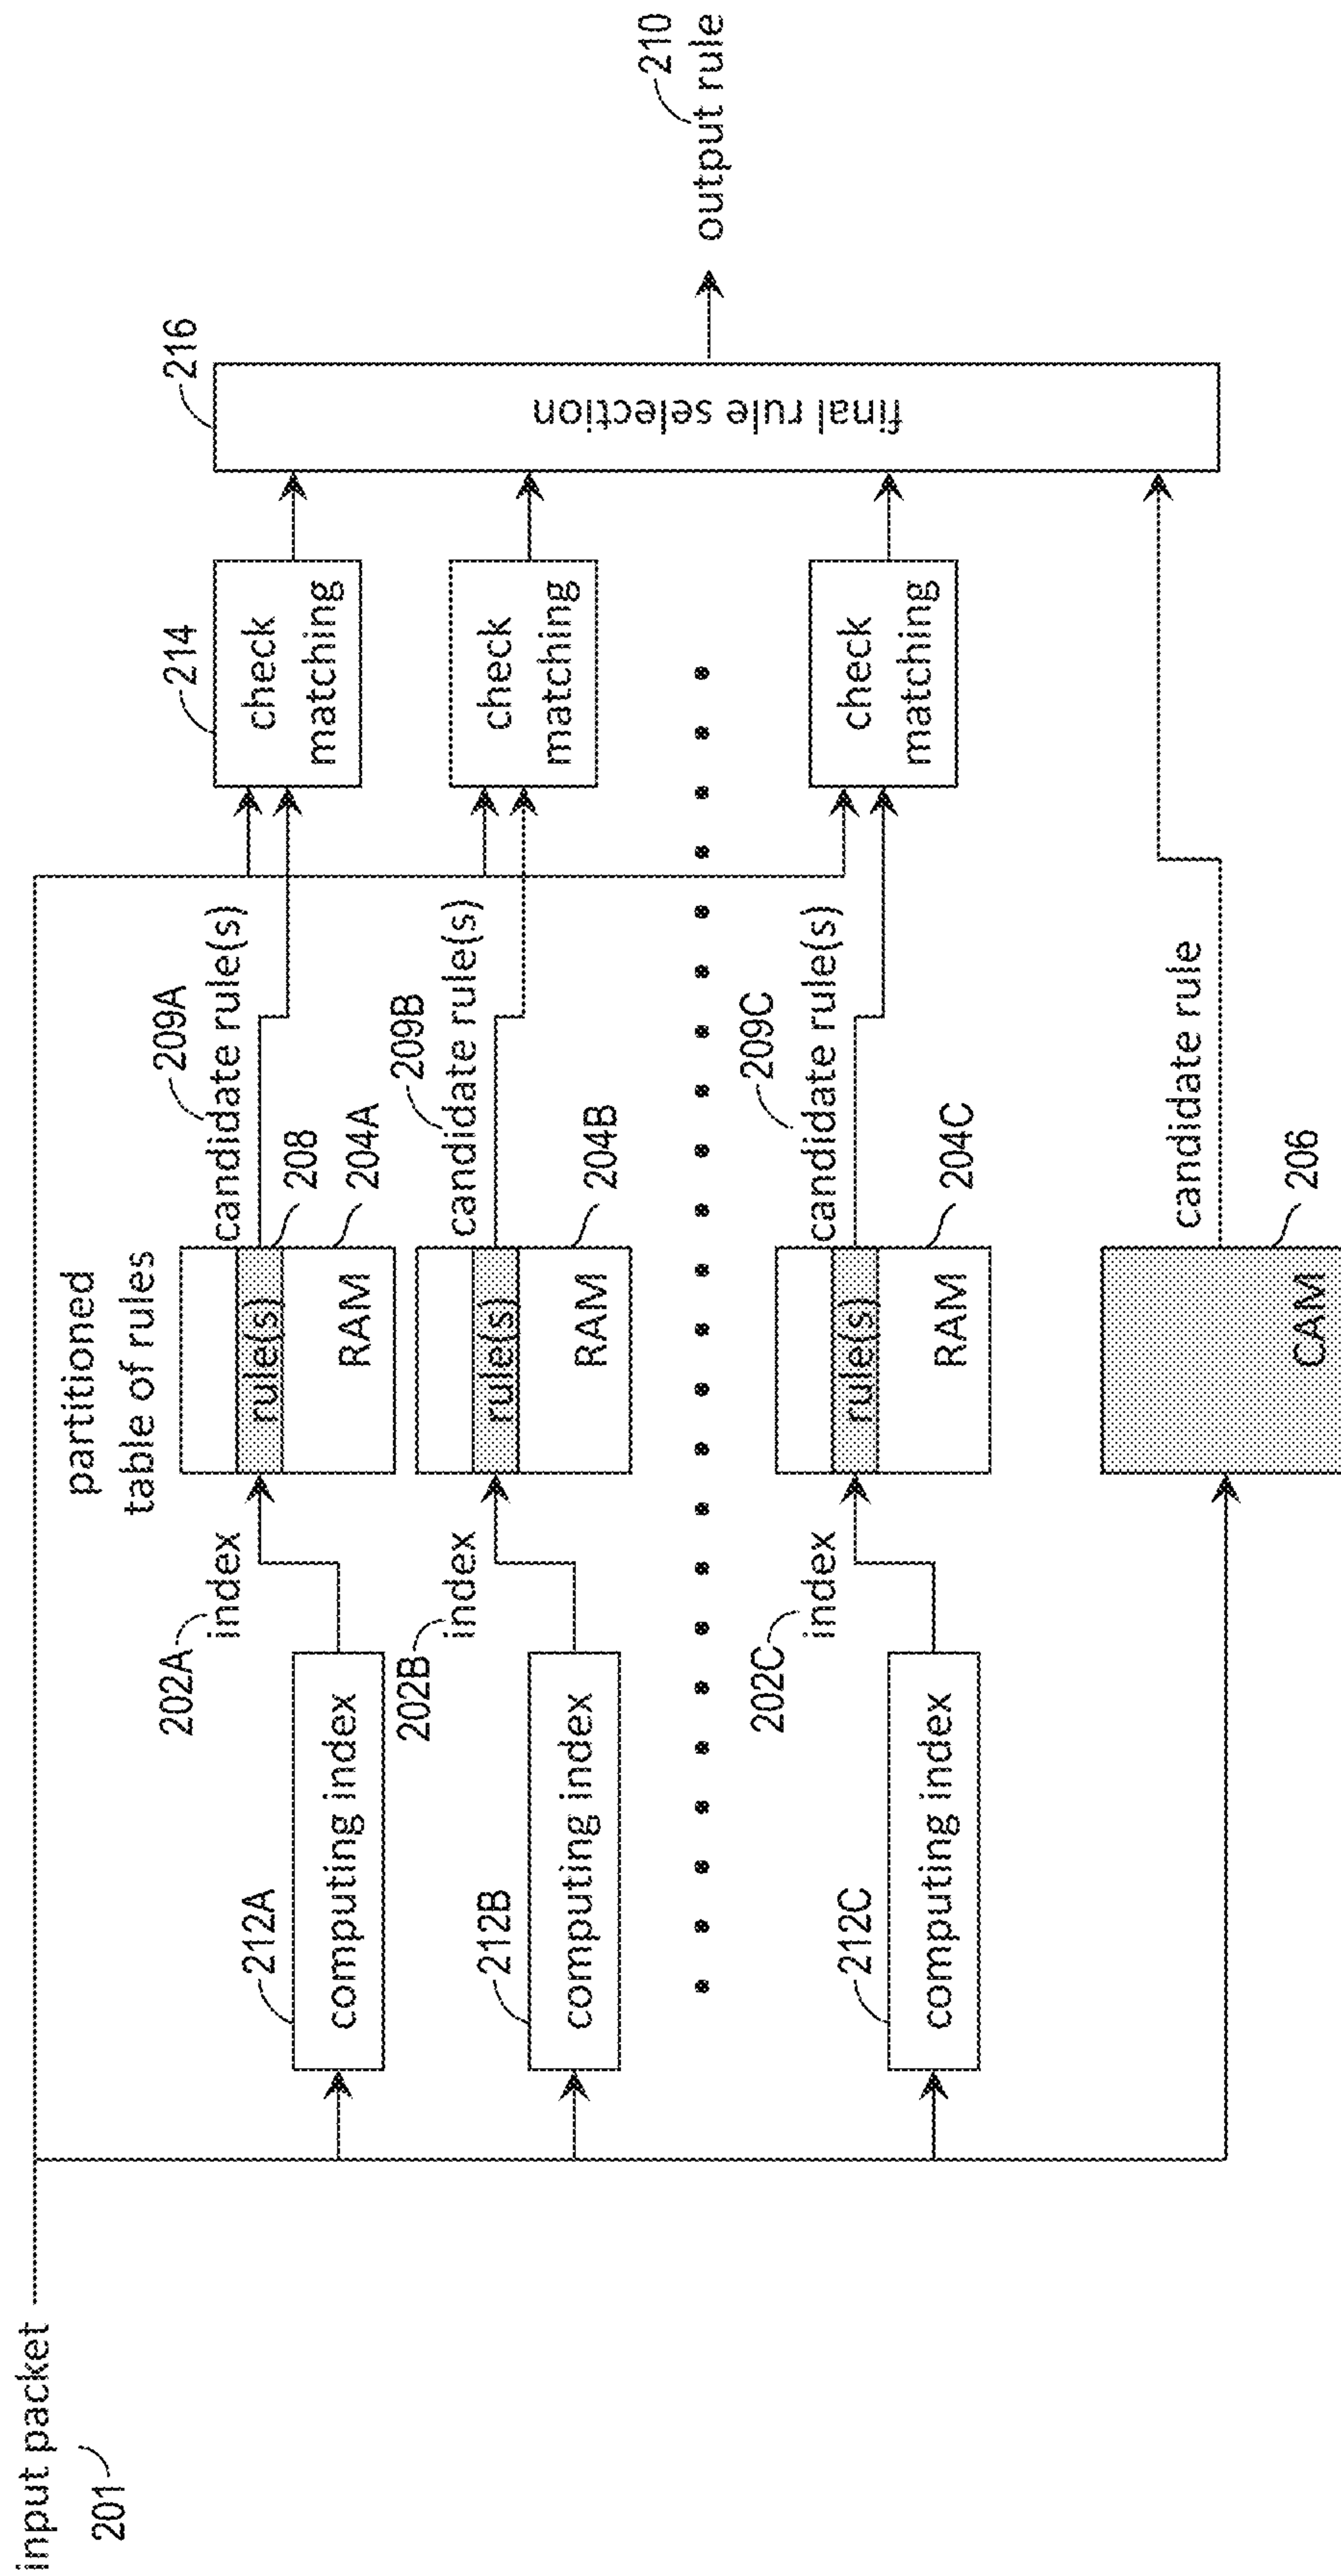 input packet
201
partitioned
table of rules
212A
computing index
202A
index
rule(s)
RAM
208
204A
209A
candidate rule(s)
214
check
matching
212B
computing index
202B
index
rule(s)
RAM
204B
209B
candidate rule(s)
check
matching
212C
computing index
202C
index
rule(s)
RAM
204C
209C
candidate rule(s)
check
matching
CAM
206
candidate rule
216
final rule selection
210
output rule